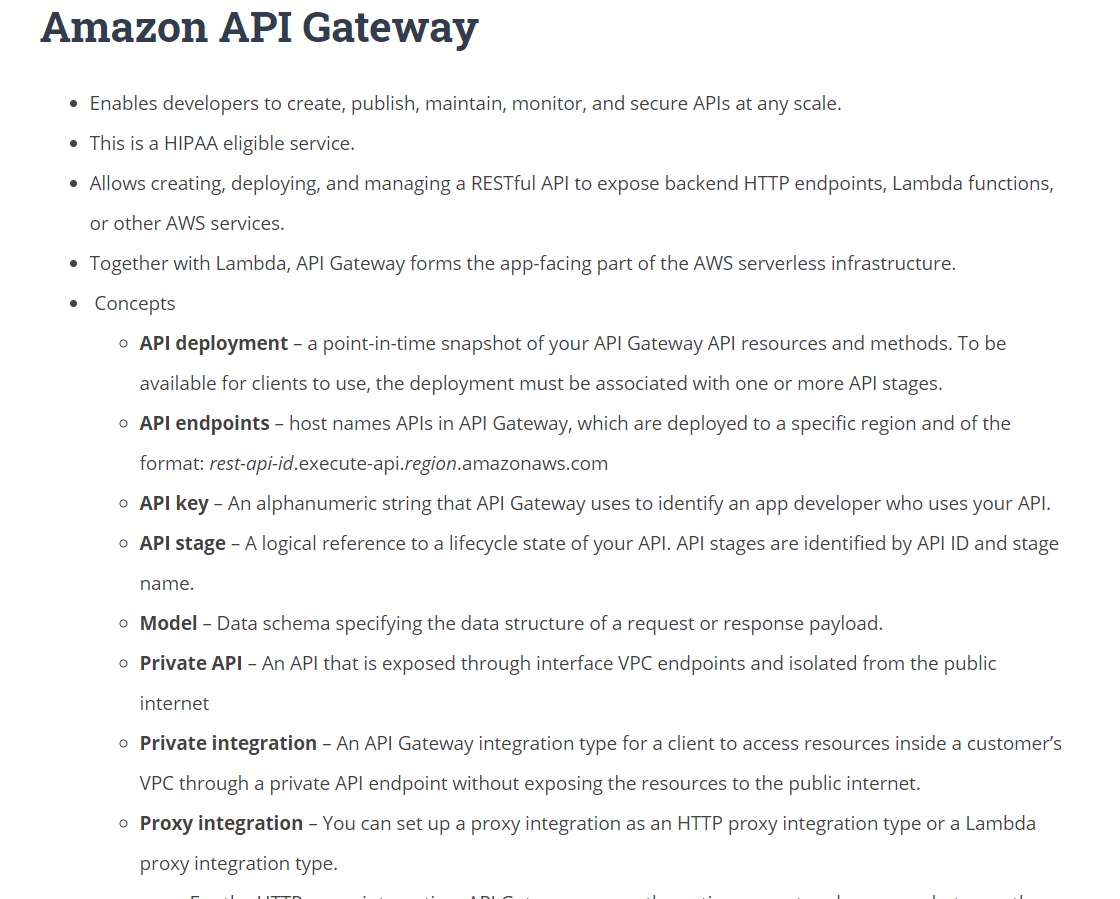 Amazon API Gateway
• Enables developers to create, publish, maintain, monitor, and secure APIs at any scale.
• This is a HIPAA eligible service.
• Allows creating, deploying, and managing a RESTful API to expose backend HTTP endpoints, Lambda functions,
or other AWS services.
• Together with Lambda, API Gateway forms the app-facing part of the AWS serverless infrastructure.
• Concepts
○ API deployment – a point-in-time snapshot of your API Gateway API resources and methods. To be
available for clients to use, the deployment must be associated with one or more API stages.
○ API endpoints – host names APIs in API Gateway, which are deployed to a specific region and of the
format: rest-api-id.execute-api.region.amazonaws.com
○ API key – An alphanumeric string that API Gateway uses to identify an app developer who uses your API.
○ API stage – A logical reference to a lifecycle state of your API. API stages are identified by API ID and stage
name.
○ Model – Data schema specifying the data structure of a request or response payload.
○ Private API – An API that is exposed through interface VPC endpoints and isolated from the public
internet
○ Private integration – An API Gateway integration type for a client to access resources inside a customer’s
VPC through a private API endpoint without exposing the resources to the public internet.
○ Proxy integration – You can set up a proxy integration as an HTTP proxy integration type or a Lambda
proxy integration type.